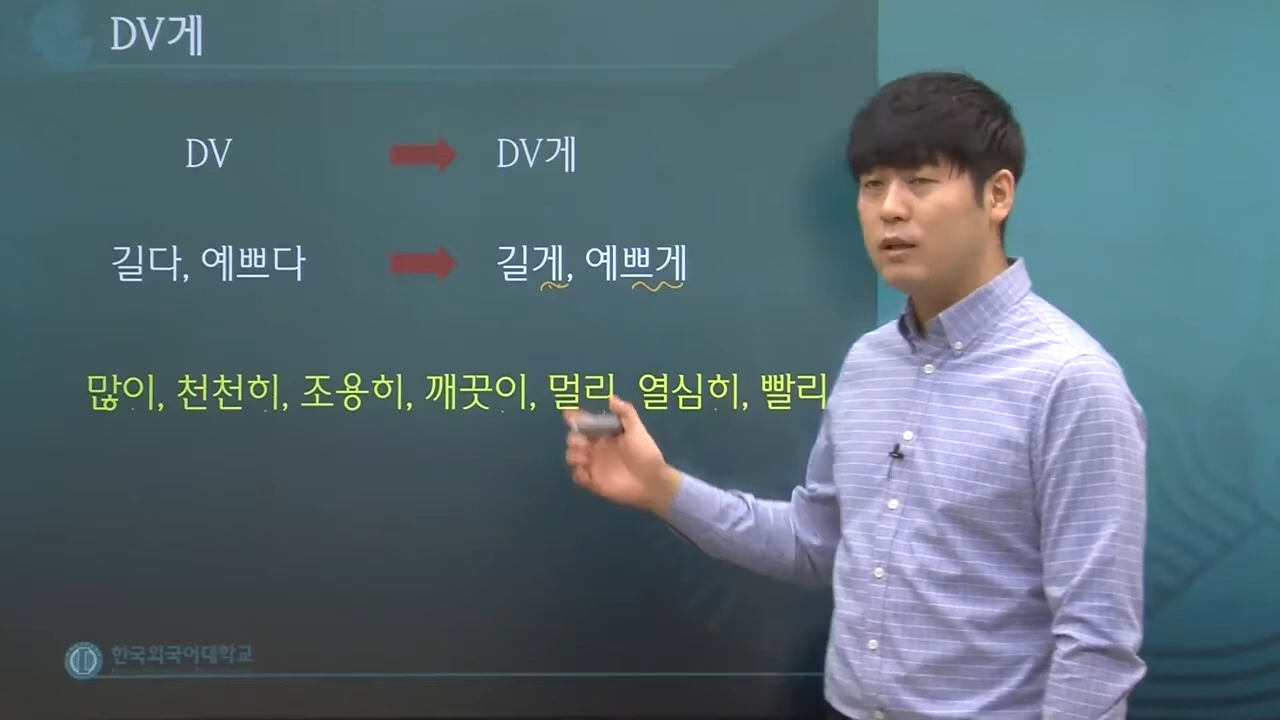 DV게
DV DV게
길다, 예쁘다 길게, 예쁘게
많이, 천천히, 조용히, 깨끗이, 멀리, 열심히, 빨리
한국외국어대학교